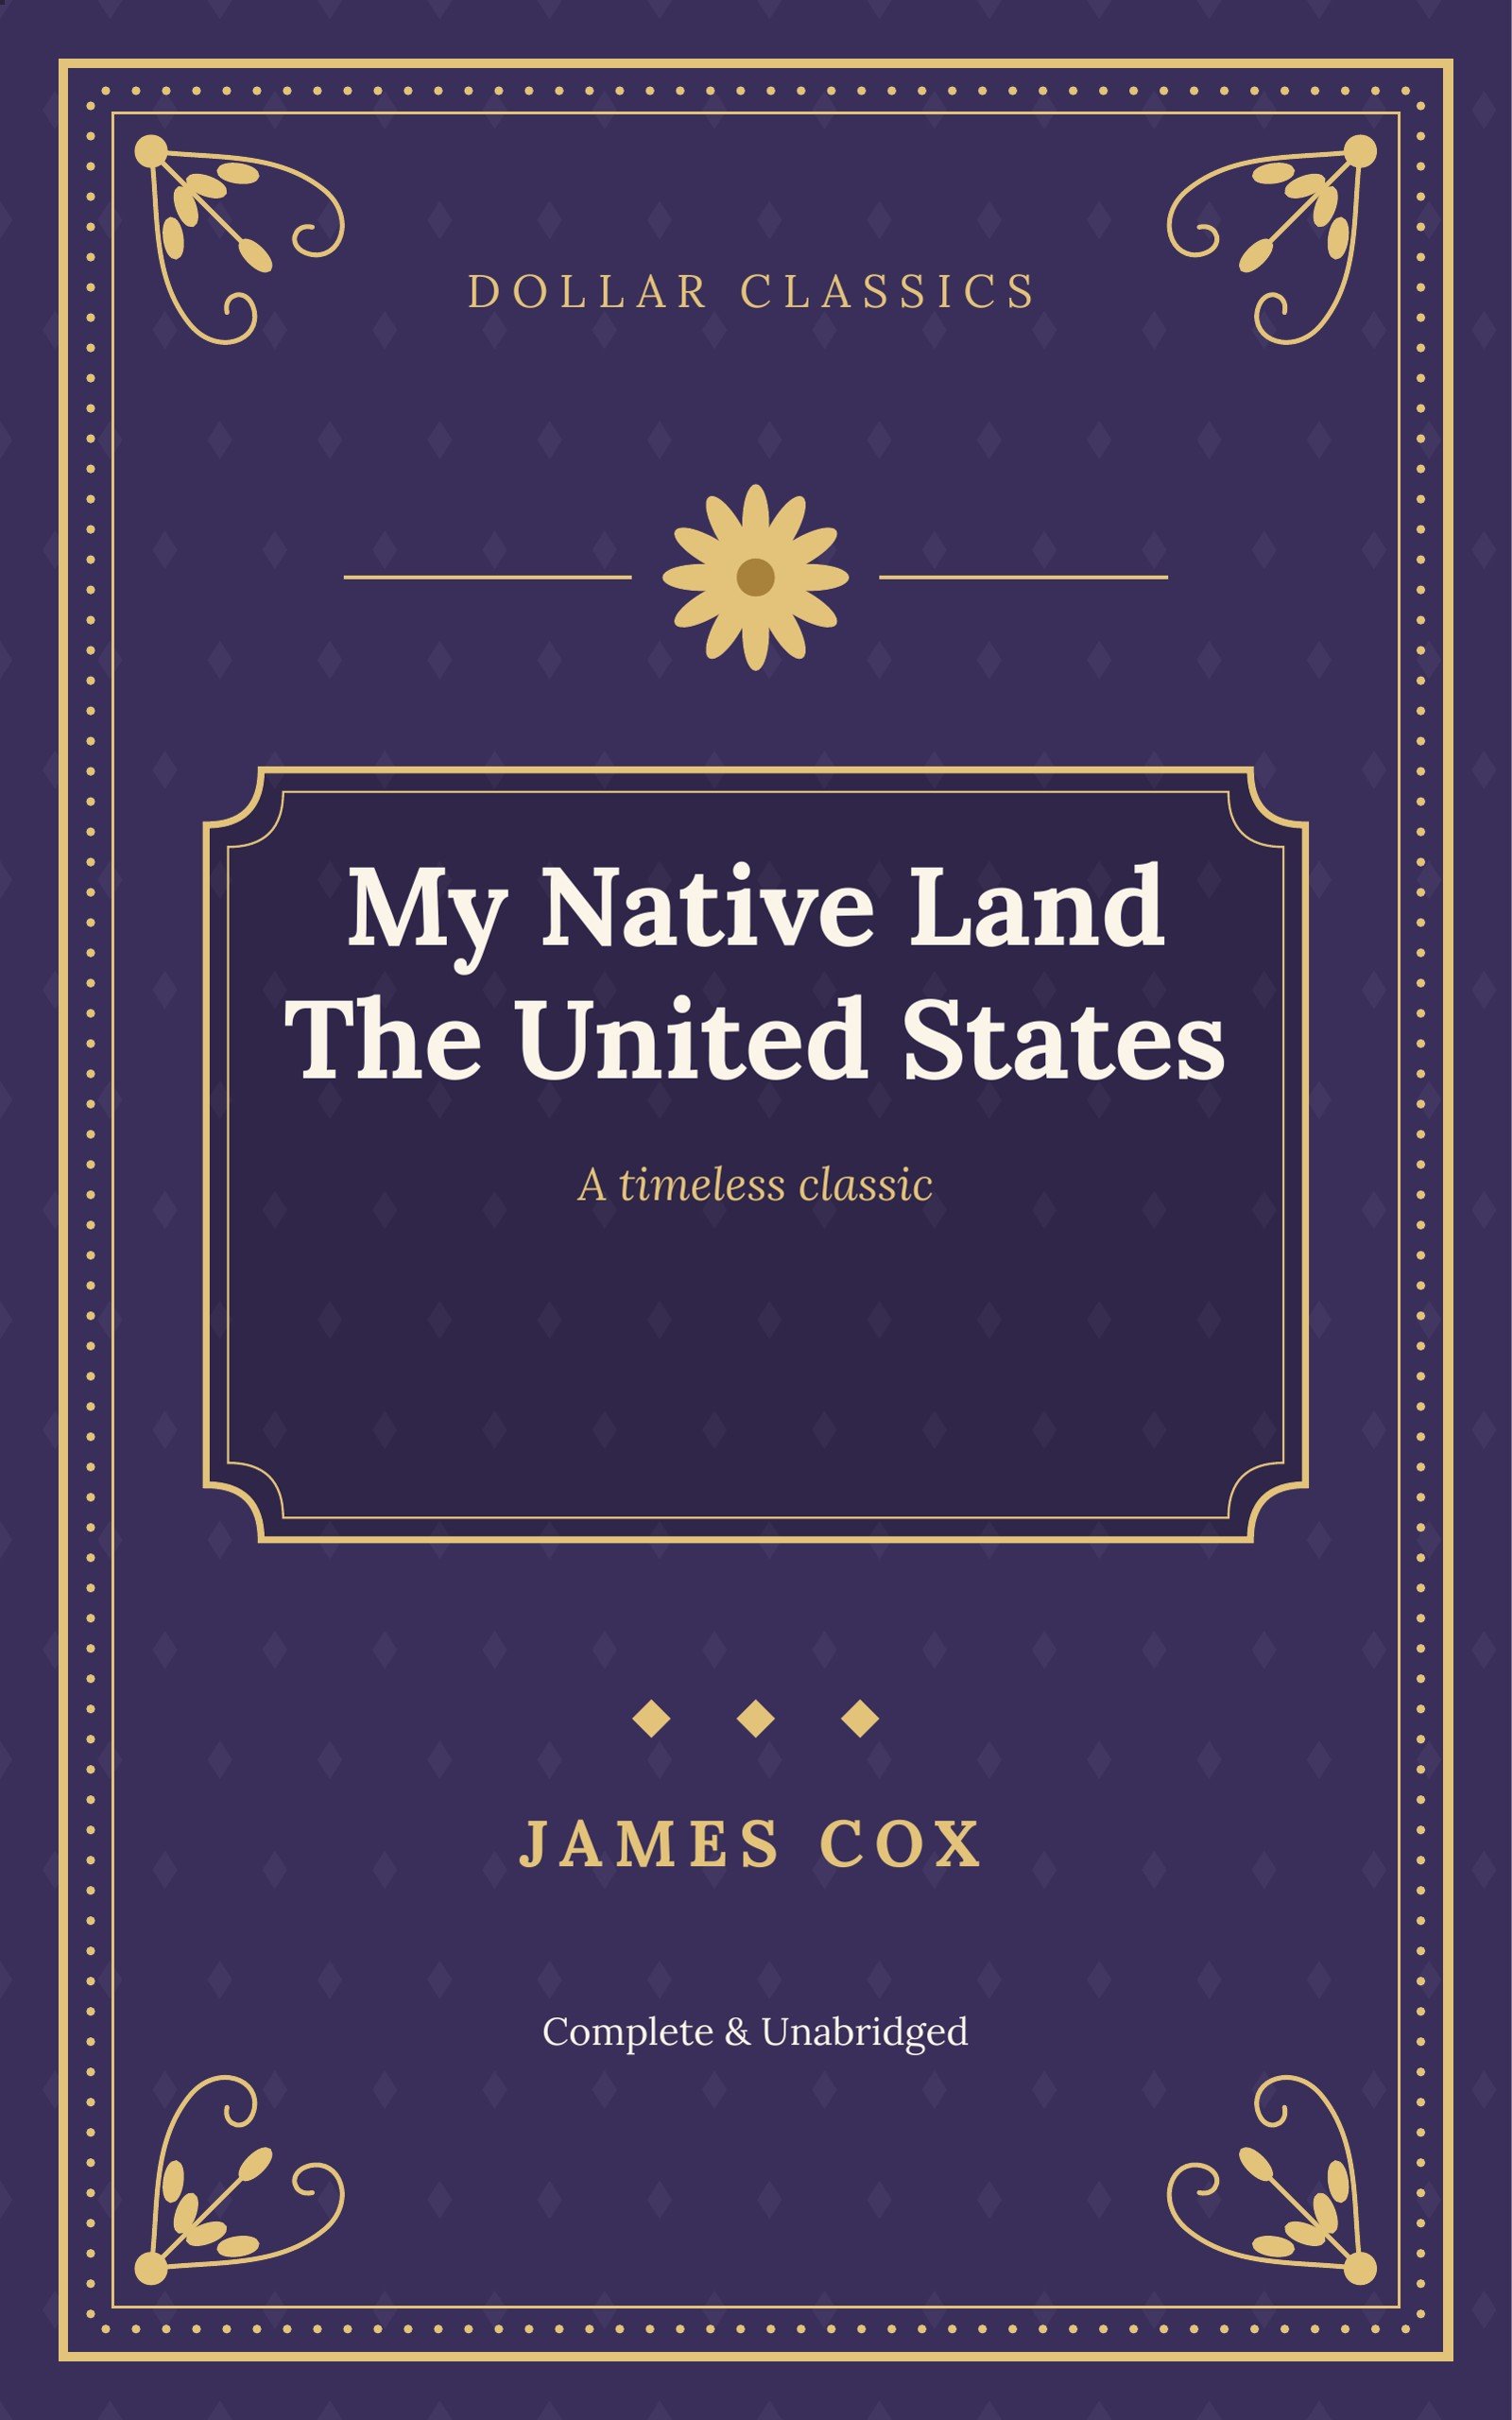 DOLLAR CLASSICS
My Native Land
The United States
A timeless classic
JAMES COX
Complete & Unabridged